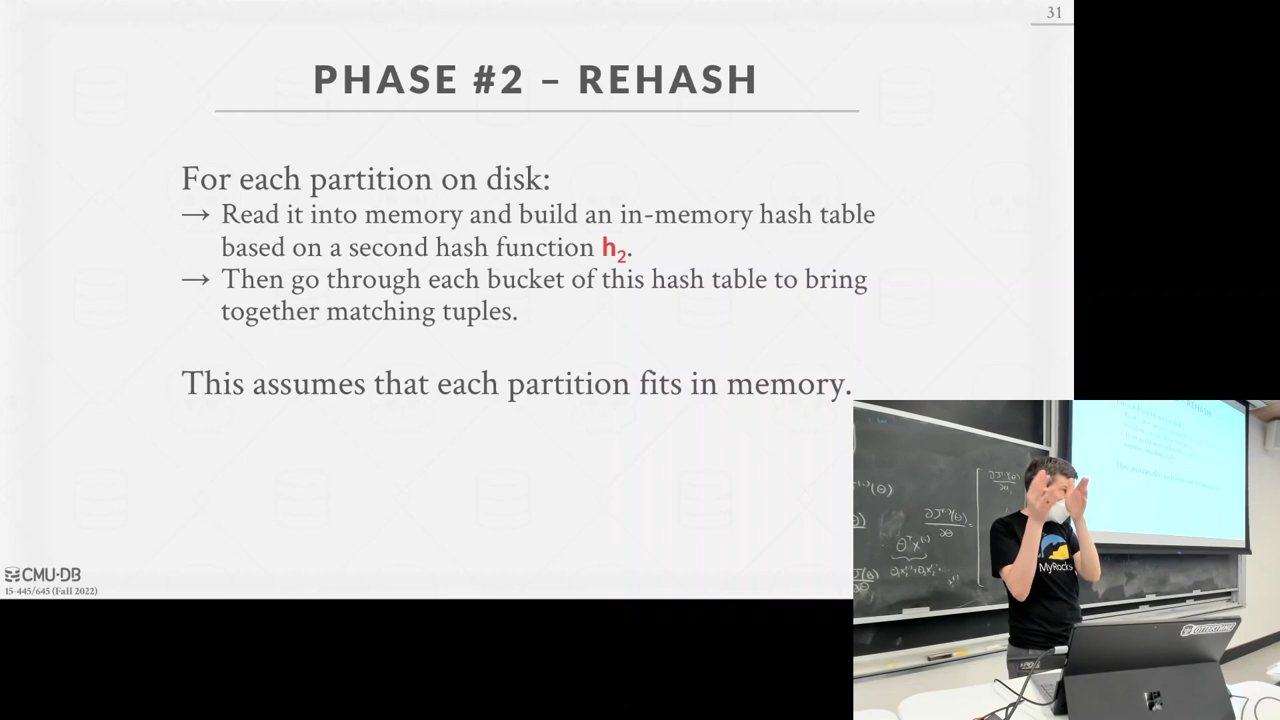 31
PHASE #2 – REHASH
For each partition on disk:
→ Read it into memory and build an in-memory hash table
based on a second hash function h₂.
→ Then go through each bucket of this hash table to bring
together matching tuples.
This assumes that each partition fits in memory.
CMU·DB
15-445/645 (Fall 2022)
MyRocks